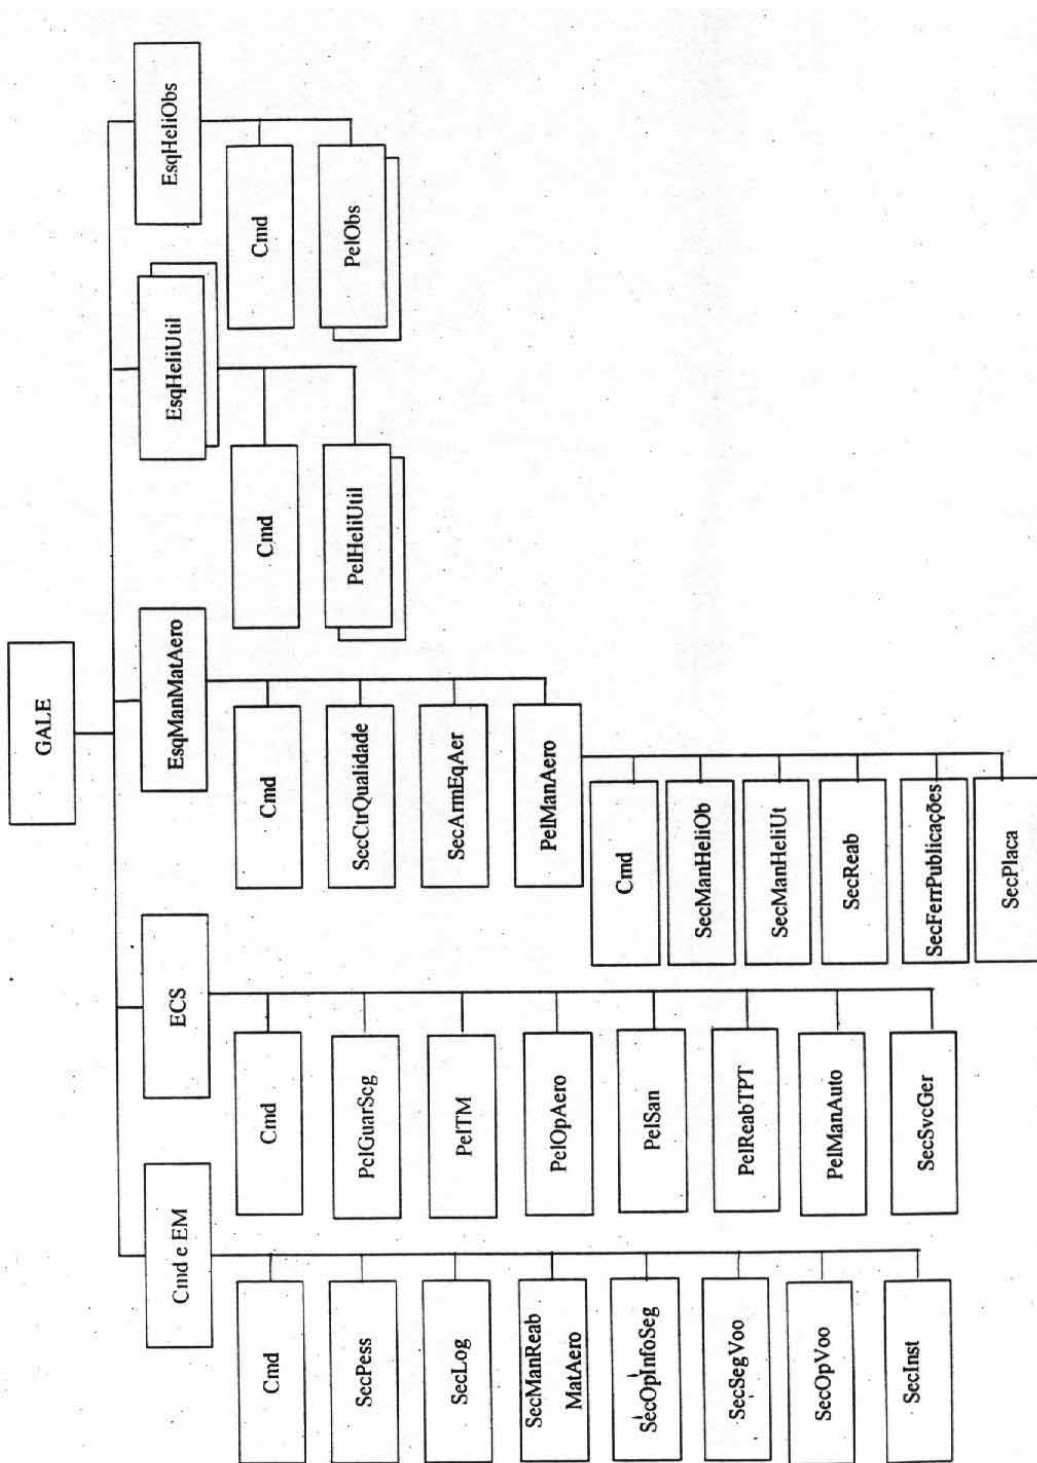 GALE
Cmd e EM
ECS
EsqManMatAero
EsqHeliUtil
EsqHeliObs
Cmd
SecPess
SecLog
SecManReab
MatAero
SecOpInfoSeg
SecSegVoo
SecOpVoo
SecInst
Cmd
PelGuarSeg
PelTM
PelOpAero
PelSan
PelReabTPT
PelManAuto
SecSvcGer
Cmd
SecCtrQualidade
SecArmEqAer
PelManAero
Cmd
SecManHeliOb
SecManHeliUt
SecReab
SecFerrPublicações
SecPlaca
Cmd
PelHeliUtil
Cmd
PelObs